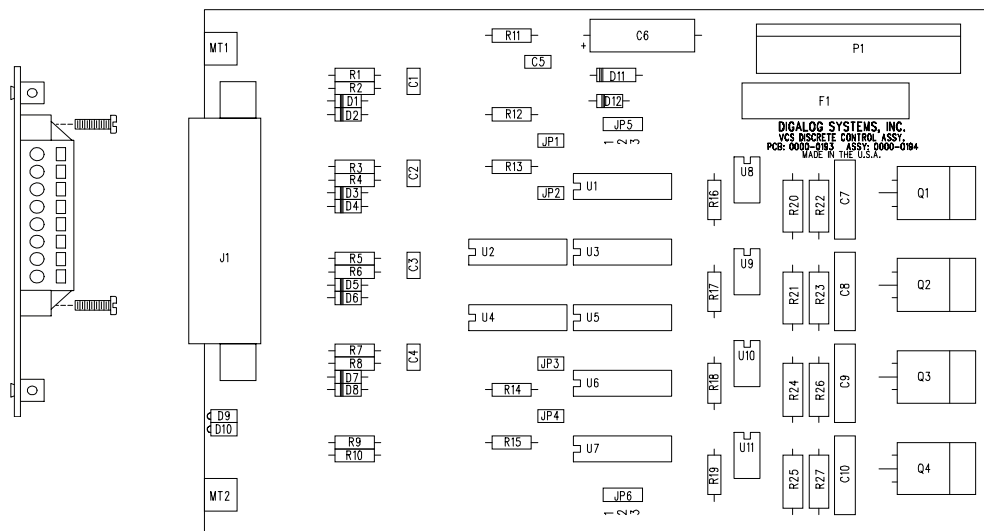 MT1
R11
C6
+
P1
C5
R1
C1
D11
R2
D1
D12
F1
D2
R12
JP5
DIGALOG SYSTEMS, INC.
VCS DISCRETE CONTROL ASSY.
PCB: 0000-0193 ASSY: 0000-0194
MADE IN THE U.S.A.
JP1
1 2 3
R3
C2
R13
U8
R4
D3
JP2
U1
R16
R20
R22
C7
Q1
D4
J1
R5
C3
U2
U3
U9
R6
D5
R17
R21
R23
C8
Q2
D6
U4
U5
R7
C4
U10
R8
JP3
D7
R14
U6
R18
R24
R26
C9
Q3
D8
D9
JP4
D10
R9
R15
U7
U11
R10
R19
R25
R27
C10
Q4
MT2
JP6
1 2 3